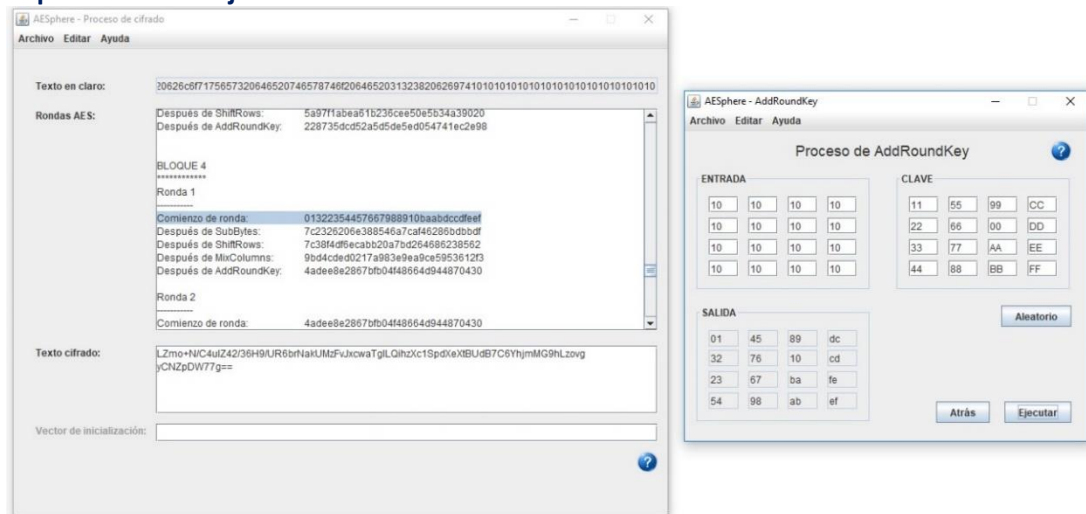 AESphere - Proceso de cifrado
Archivo Editar Ayuda
Texto en claro: 20626c6f7175657320646520746578746f206465203132382062697410101010101010101010101010101010
Rondas AES:
Después de ShiftRows: 5a97f1abea61b236cee50e5b34a39020
Después de AddRoundKey: 228735dcd52a5d5de5ed054741ec2e98
BLOQUE 4
************
Ronda 1
-----------
Comienzo de ronda: 01322354457667988910baabdccdfeef
Después de SubBytes: 7c2326206e388546a7caf46286bdbbdf
Después de ShiftRows: 7c38f4df6ecabb20a7bd264686238562
Después de MixColumns: 9bd4cded0217a983e9ea9ce5953612f3
Después de AddRoundKey: 4adee8e2867bfb04f48664d944870430
Ronda 2
-----------
Comienzo de ronda: 4adee8e2867bfb04f48664d944870430
Texto cifrado: LZmo+N/C4uIZ42/36H9/UR6brNakUMzFvJxcwaTglLQihzXc1SpdXeXtBUdB7C6YhjmMG9hLzovg
yCNZpDW77g==
Vector de inicialización:
AESphere - AddRoundKey
Archivo Editar Ayuda
Proceso de AddRoundKey
ENTRADA
10 10 10 10
10 10 10 10
10 10 10 10
10 10 10 10
CLAVE
11 55 99 CC
22 66 00 DD
33 77 AA EE
44 88 BB FF
SALIDA
01 45 89 dc
32 76 10 cd
23 67 ba fe
54 98 ab ef
Aleatorio
Atrás Ejecutar